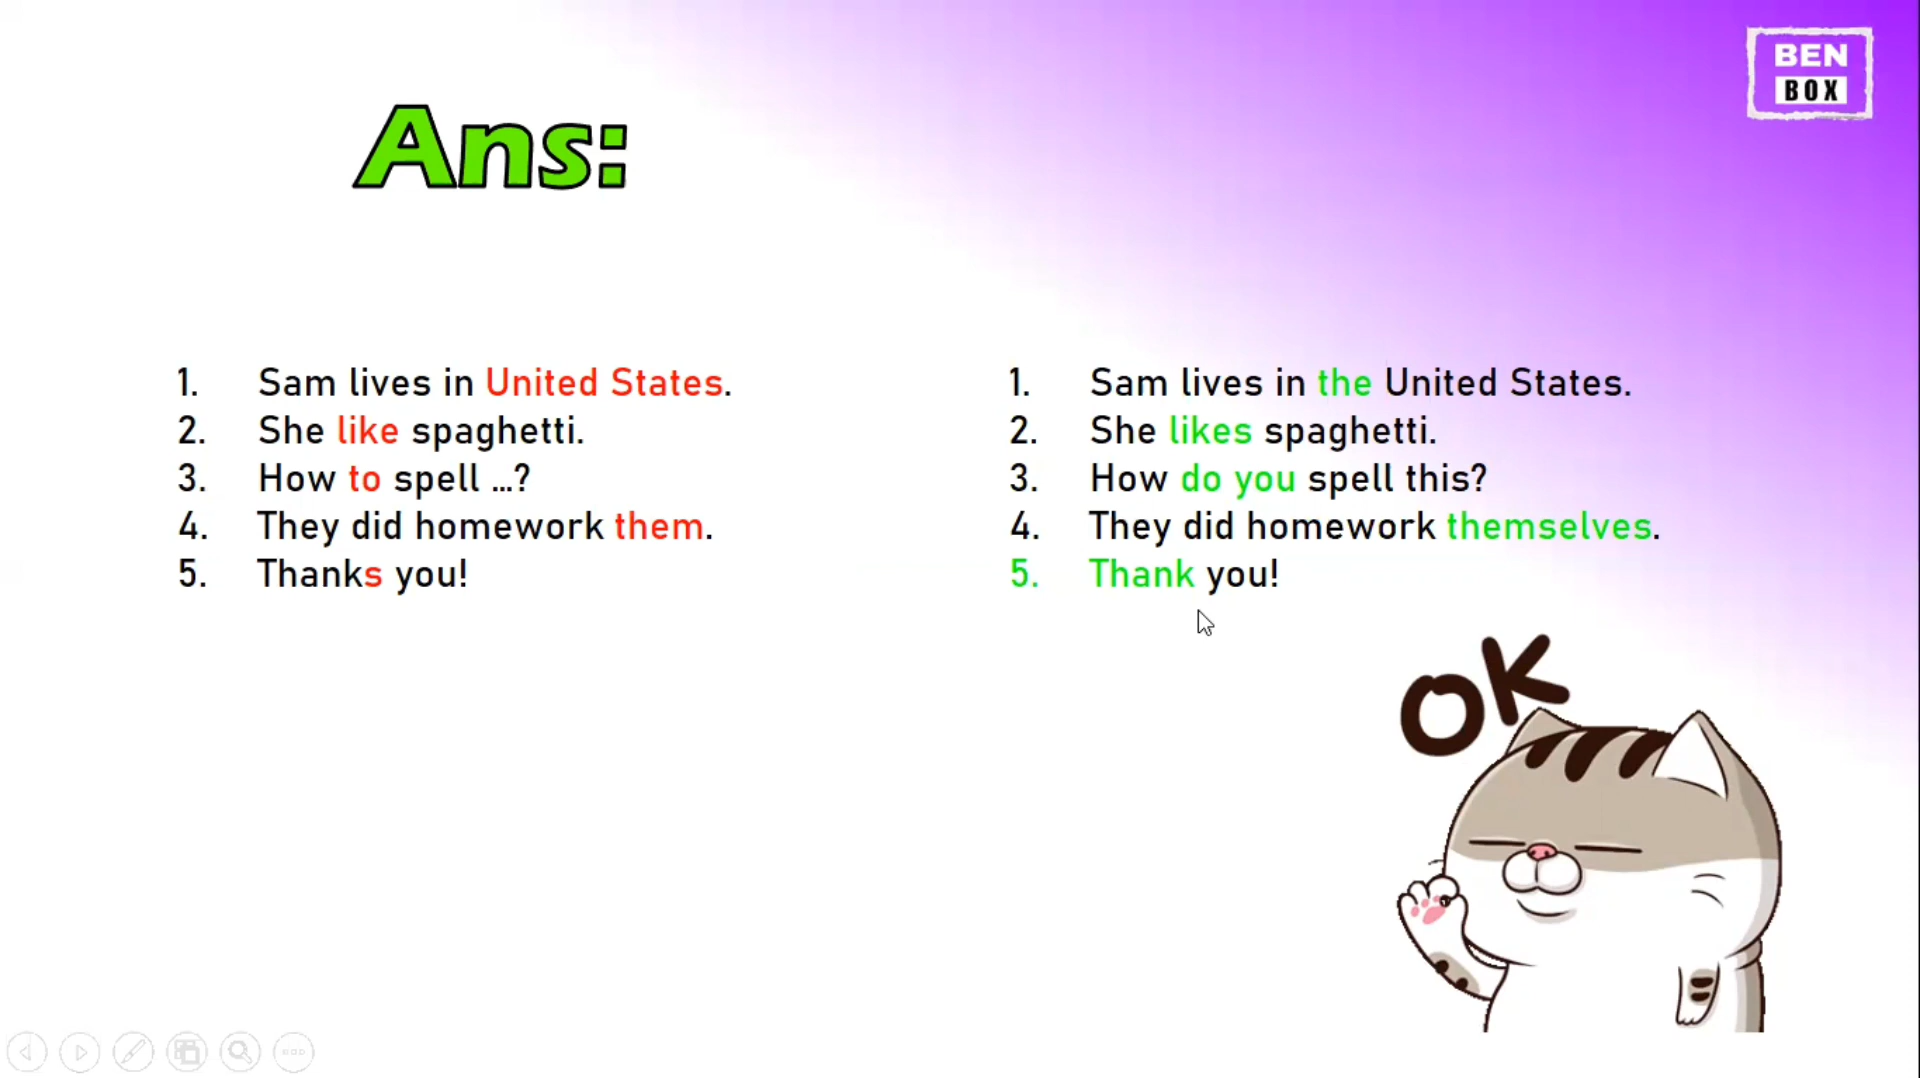 BEN
BOX
Ans:
1. Sam lives in United States.
2. She like spaghetti.
3. How to spell ...?
4. They did homework them.
5. Thanks you!
1. Sam lives in the United States.
2. She likes spaghetti.
3. How do you spell this?
4. They did homework themselves.
5. Thank you!
OK